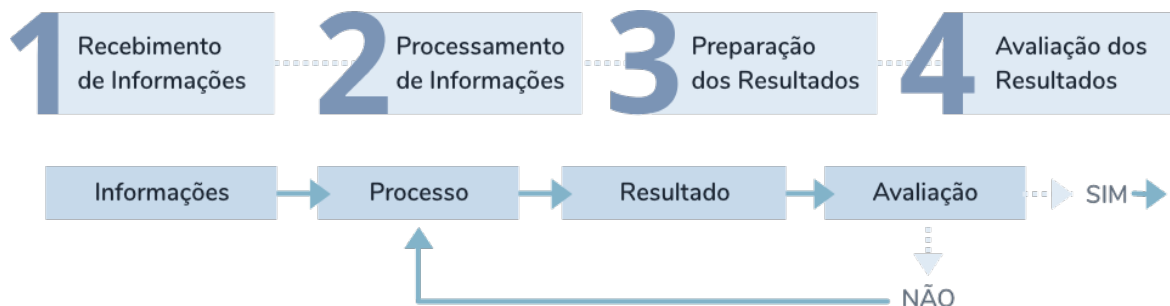 1 Recebimento
de Informações
2 Processamento
de Informações
3 Preparação
dos Resultados
4 Avaliação dos
Resultados
Informações
Processo
Resultado
Avaliação
SIM
NÃO